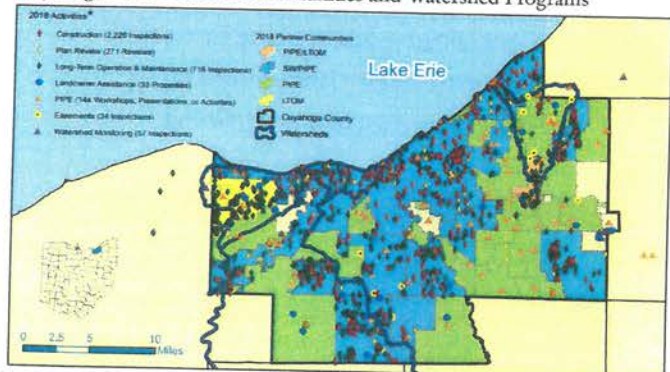 and Watershed Programs
2018 Activities*
Construction (2,226 Inspections)
Plan Review (271 Reviews)
Long-Term Operation & Maintenance (716 Inspections)
Landowner Assistance (33 Properties)
PIPE (144 Workshops, Presentations, or Activities)
Easements (34 Inspections)
Watershed Monitoring (57 Inspections)
2018 Partner Communities
PIPE/LTOM
SW/PIPE
PIPE
LTOM
Cuyahoga County
Watersheds
Lake Erie
0 2.5 5 10
Miles